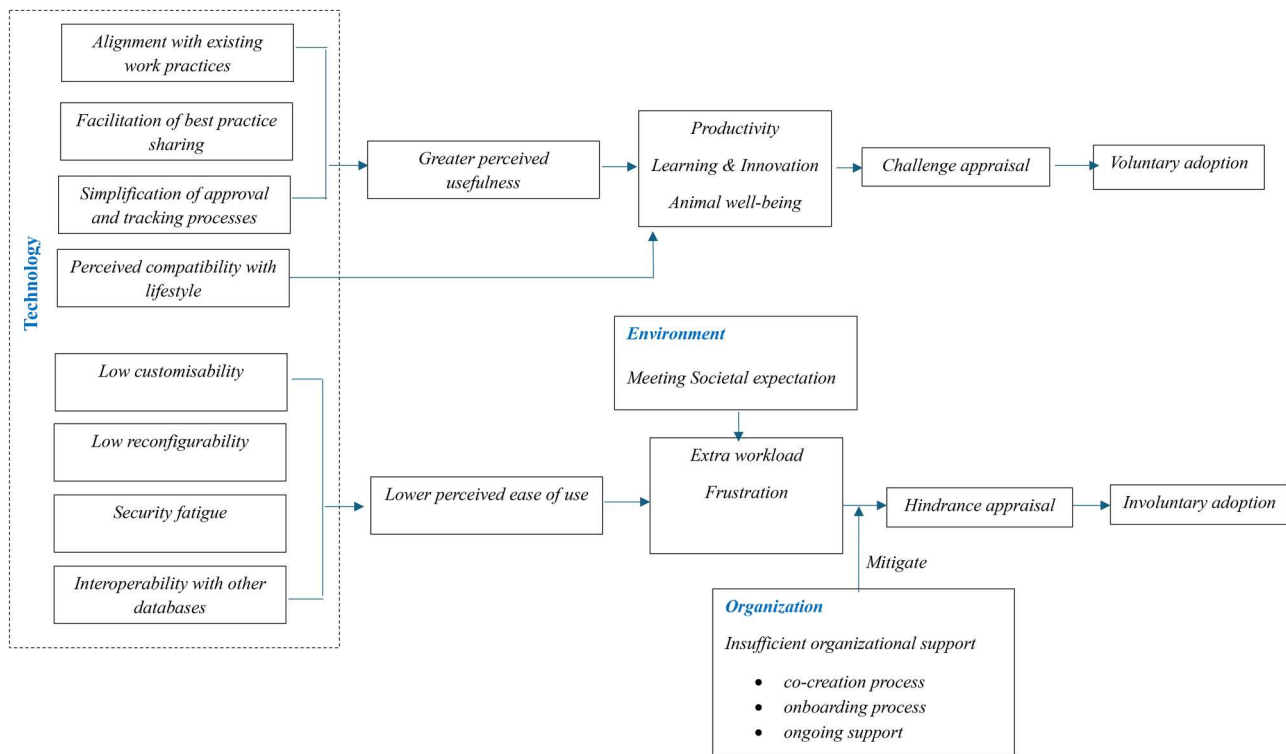 Technology
Alignment with existing
work practices
Facilitation of best practice
sharing
Simplification of approval
and tracking processes
Perceived compatibility with
lifestyle
Low customisability
Low reconfigurability
Security fatigue
Interoperability with other
databases
Greater perceived
usefulness
Productivity
Learning & Innovation
Animal well-being
Challenge appraisal
Voluntary adoption
Environment
Meeting Societal expectation
Lower perceived ease of use
Extra workload
Frustration
Hindrance appraisal
Involuntary adoption
Mitigate
Organization
Insufficient organizational support
• co-creation process
• onboarding process
• ongoing support